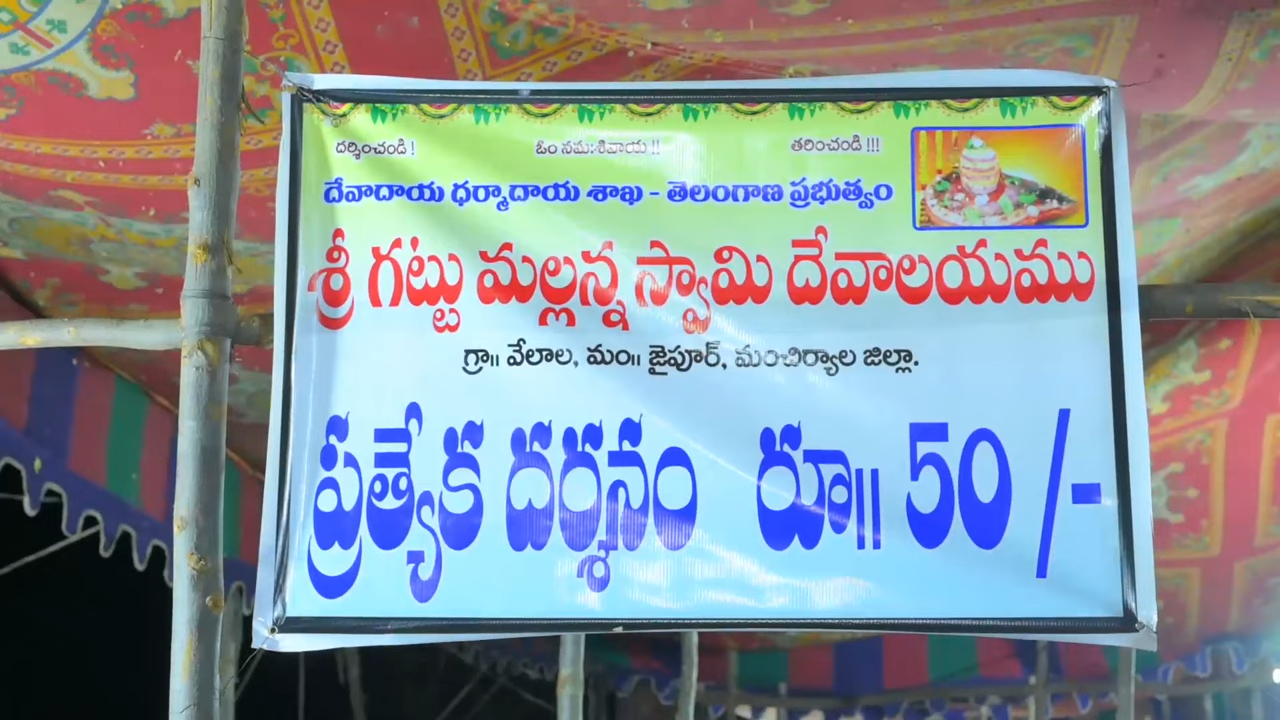 దర్శించండి ! ఓం నమఃశివాయ !! తరించండి !!!
దేవాదాయ ధర్మాదాయ శాఖ - తెలంగాణ ప్రభుత్వం
శ్రీ గట్టు మల్లన్న స్వామి దేవాలయము
గ్రా॥ వేలాల, మం॥ జైపూర్, మంచిర్యాల జిల్లా.
ప్రత్యేక దర్శనం రూ॥ 50 /-